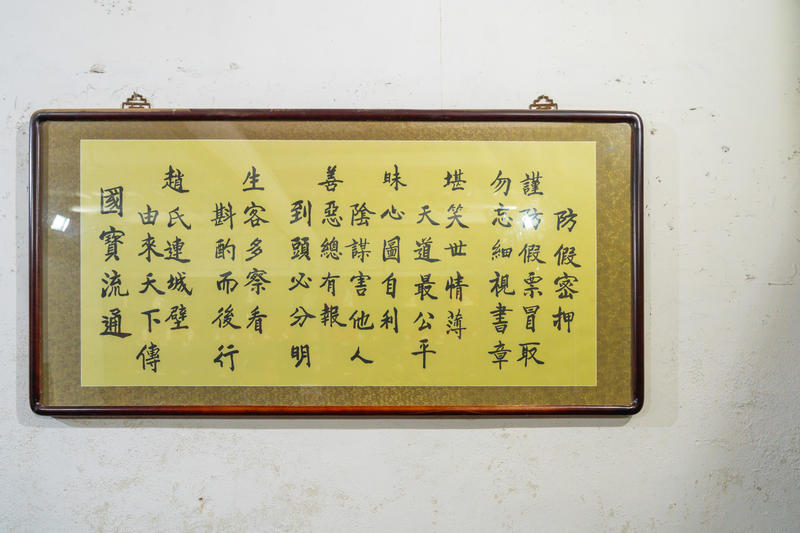 防假密押
謹防假票冒取
勿忘細視書章
堪笑世情薄
天道最公平
昧心圖自利
陰謀害他人
善惡總有報
到頭必分明
生客多察看
斟酌而後行
趙氏連城壁
由來天下傳
國寳流通